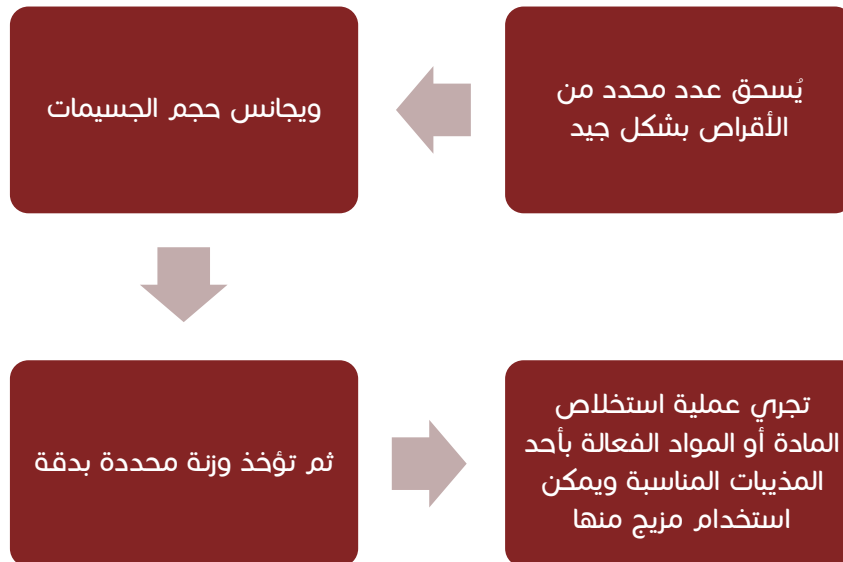 يُسحق عدد محدد من
الأقراص بشكل جيد
ويجانس حجم الجسيمات
ثم تؤخذ وزنة محددة بدقة
تجري عملية استخلاص
المادة أو المواد الفعالة بأحد
المذيبات المناسبة ويمكن
استخدام مزيج منها